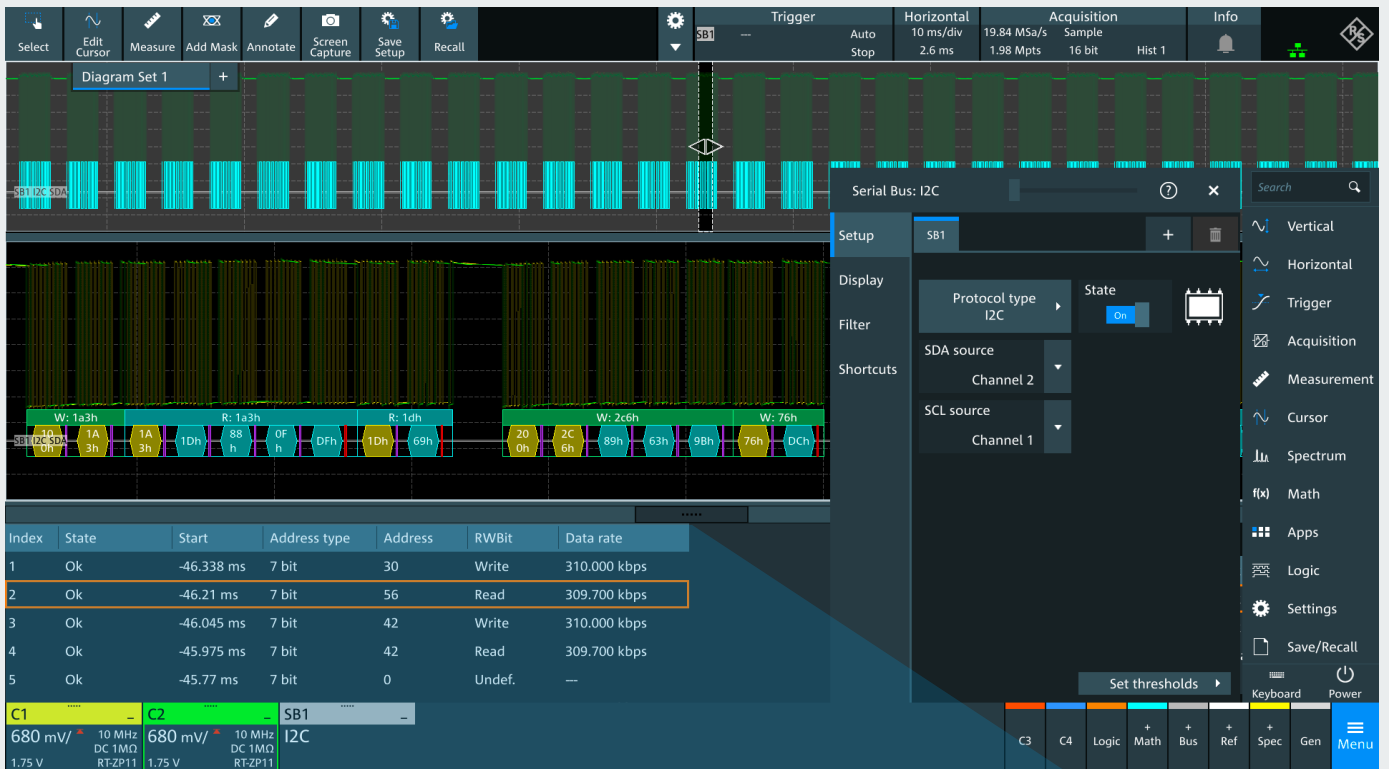 Select
Edit Cursor
Measure
Add Mask
Annotate
Screen Capture
Save Setup
Recall
SB1
Trigger
Auto
Stop
Horizontal
10 ms/div
2.6 ms
Acquisition
19.84 MSa/s Sample
1.98 Mpts 16 bit Hist 1
Info
R&S
Diagram Set 1 +
SB1 I2C SDA
W: 1a3h R: 1a3h R: 1dh W: 2c6h W: 76h
SB1 I2C SDA
10 0h 1A 3h 1A 3h 1Dh 88 h 0F h DFh 1Dh 69h 20 0h 2C 6h 89h 63h 9Bh 76h DCh
Index State Start Address type Address RWBit Data rate
1 Ok -46.338 ms 7 bit 30 Write 310.000 kbps
2 Ok -46.21 ms 7 bit 56 Read 309.700 kbps
3 Ok -46.045 ms 7 bit 42 Write 310.000 kbps
4 Ok -45.975 ms 7 bit 42 Read 309.700 kbps
5 Ok -45.77 ms 7 bit 0 Undef. ---
Serial Bus: I2C
Setup
Display
Filter
Shortcuts
SB1 +
Protocol type
I2C
State
On
SDA source
Channel 2
SCL source
Channel 1
Set thresholds
Search
Vertical
Horizontal
Trigger
Acquisition
Measurement
Cursor
Spectrum
f(x) Math
Apps
Logic
Settings
Save/Recall
Keyboard Power
C1
680 mV/ 10 MHz
DC 1MΩ
1.75 V RT-ZP11
C2
680 mV/ 10 MHz
DC 1MΩ
1.75 V RT-ZP11
SB1
I2C
C3
C4
Logic
+ Math
+ Bus
+ Ref
+ Spec
Gen
Menu